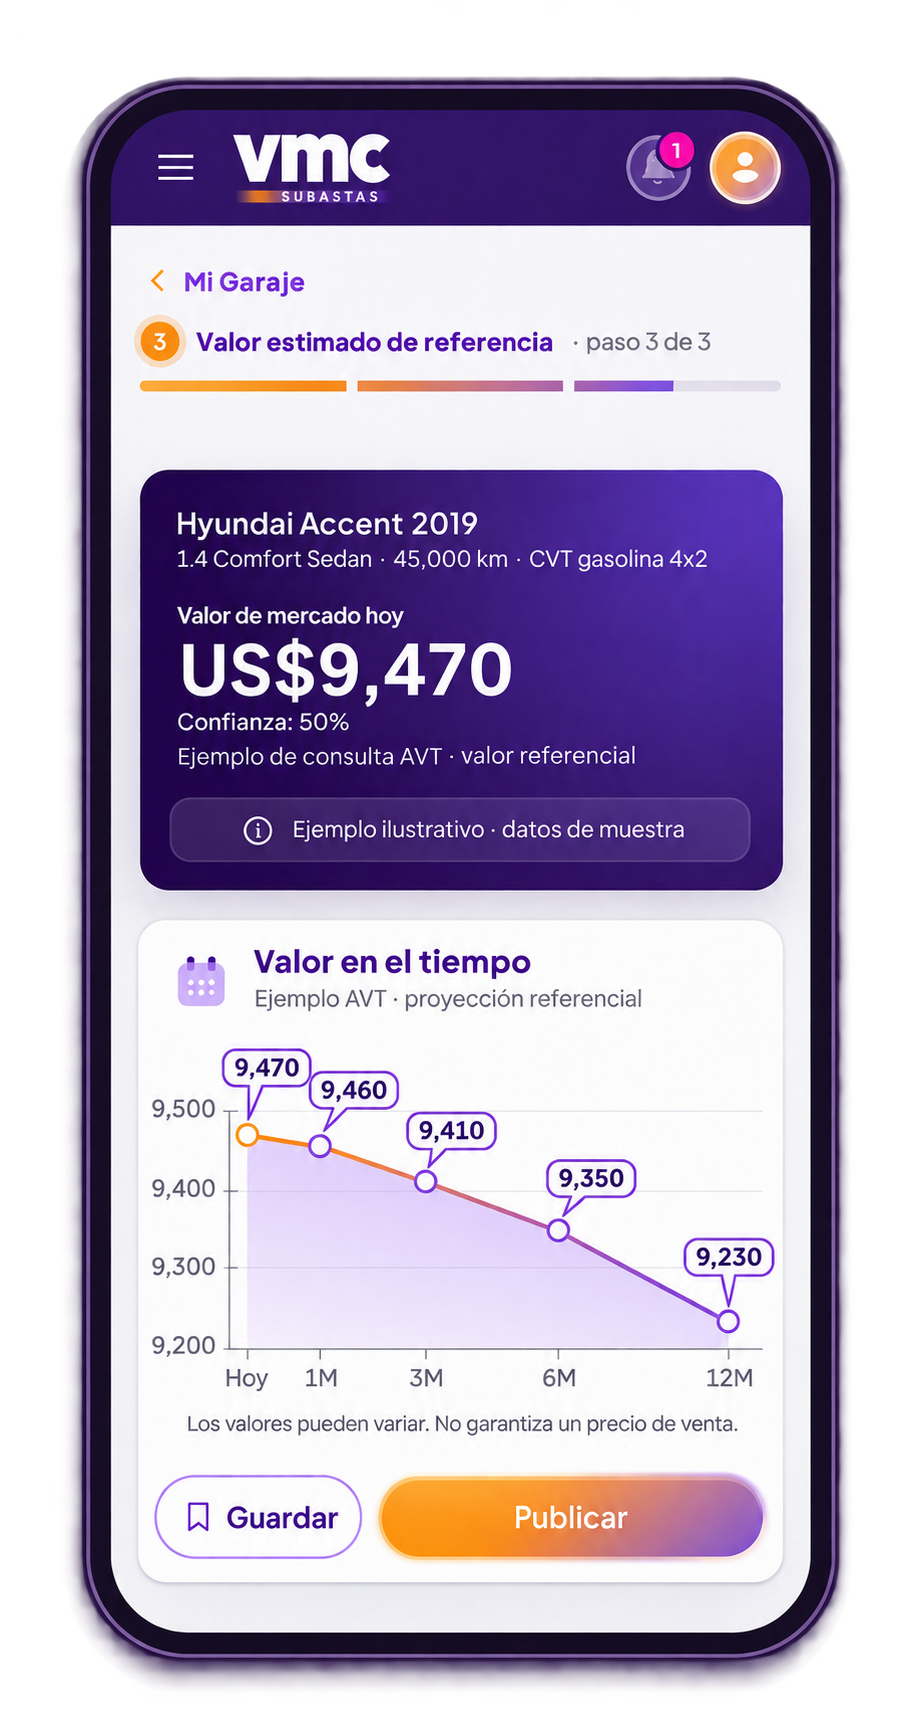 vmc
SUBASTAS
1
Mi Garaje
3 Valor estimado de referencia · paso 3 de 3
Hyundai Accent 2019
1.4 Comfort Sedan · 45,000 km · CVT gasolina 4x2
Valor de mercado hoy
US$9,470
Confianza: 50%
Ejemplo de consulta AVT · valor referencial
Ejemplo ilustrativo · datos de muestra
Valor en el tiempo
Ejemplo AVT · proyección referencial
9,470
9,460
9,410
9,350
9,230
9,500
9,400
9,300
9,200
Hoy 1M 3M 6M 12M
Los valores pueden variar. No garantiza un precio de venta.
Guardar Publicar